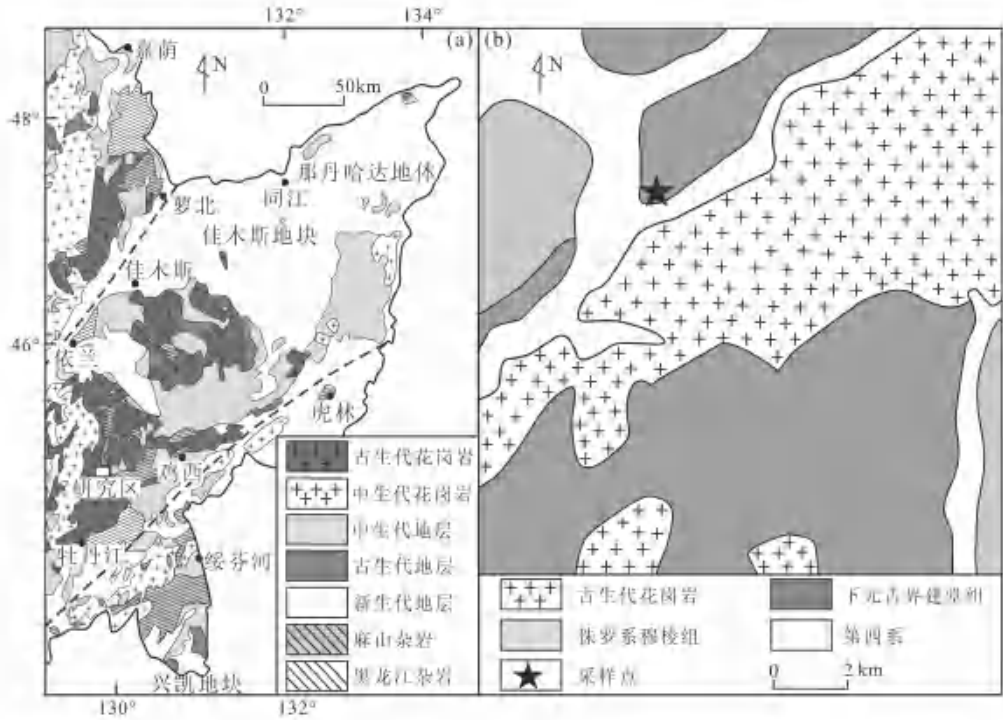 132°
134°
嘉荫
(a)
(b)
N
N
0
50km
48°
那丹哈达地体
萝北
同江
佳木斯地块
佳木斯
46°
依兰
虎林
鸡西
研究区
牡丹江
绥芬河
兴凯地块
古生代花岗岩
中生代花岗岩
中生代地层
古生代地层
新生代地层
麻山杂岩
黑龙江杂岩
130°
132°
古生代花岗岩
下元古界建堂组
侏罗系穆棱组
第四系
采样点
0
2 km